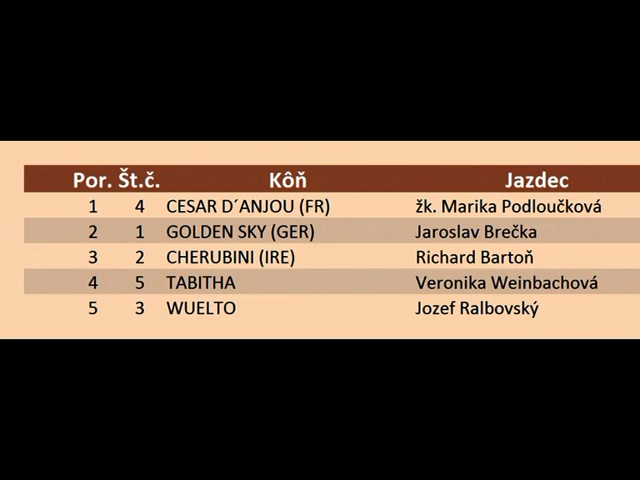 Por. Št.č. Kôň Jazdec
1 4 CESAR D´ANJOU (FR) žk. Marika Podloučková
2 1 GOLDEN SKY (GER) Jaroslav Brečka
3 2 CHERUBINI (IRE) Richard Bartoň
4 5 TABITHA Veronika Weinbachová
5 3 WUELTO Jozef Ralbovský